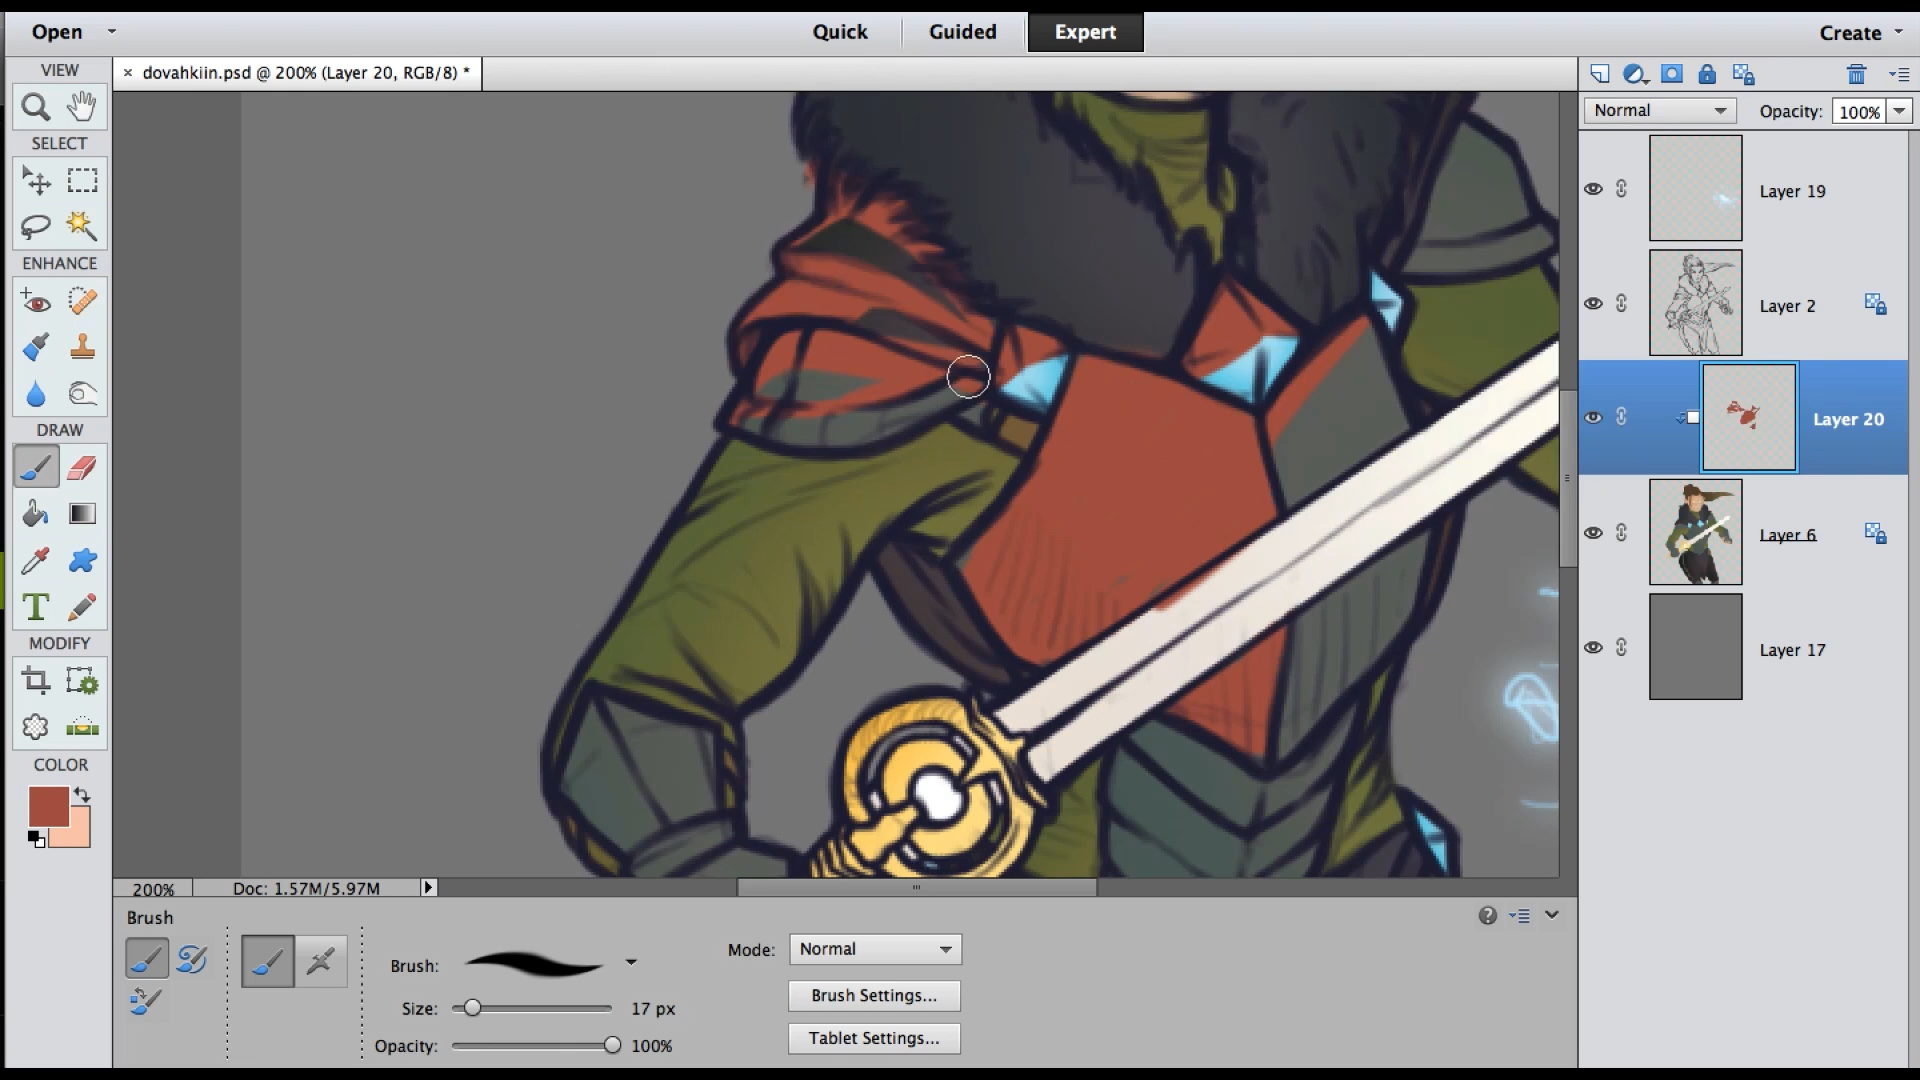 Open
Quick
Guided
Expert
Create
VIEW
× dovahkiin.psd @ 200% (Layer 20, RGB/8) *
Normal
Opacity: 100%
SELECT
Layer 19
ENHANCE
Layer 2
Layer 20
DRAW
Layer 6
T
MODIFY
Layer 17
COLOR
200%
Doc: 1.57M/5.97M
Brush
Brush:
Mode: Normal
Brush Settings...
Size: 17 px
Tablet Settings...
Opacity: 100%